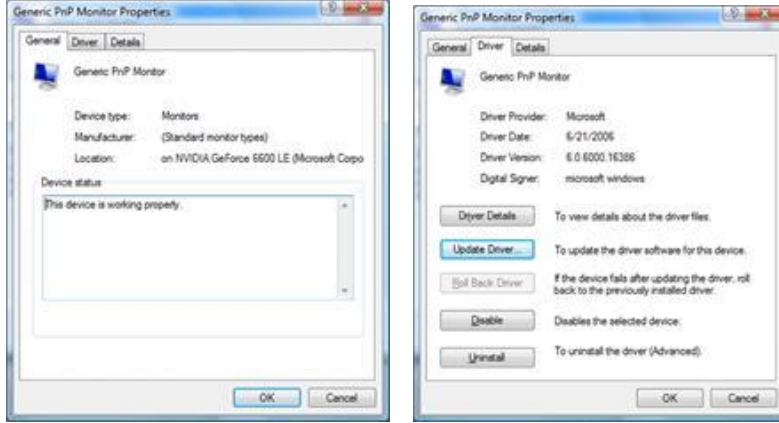 Generic PnP Monitor Properties
General Driver Details
Generic PnP Monitor
Device type: Monitors
Manufacturer: (Standard monitor types)
Location: on NVIDIA GeForce 6600 LE (Microsoft Corpo
Device status
This device is working properly.
OK Cancel
Generic PnP Monitor Properties
General Driver Details
Generic PnP Monitor
Driver Provider: Microsoft
Driver Date: 6/21/2006
Driver Version: 6.0.6000.16386
Digital Signer: microsoft windows
Driver Details To view details about the driver files.
Update Driver... To update the driver software for this device.
Roll Back Driver If the device fails after updating the driver, roll
back to the previously installed driver.
Disable Disables the selected device.
Uninstall To uninstall the driver (Advanced).
OK Cancel